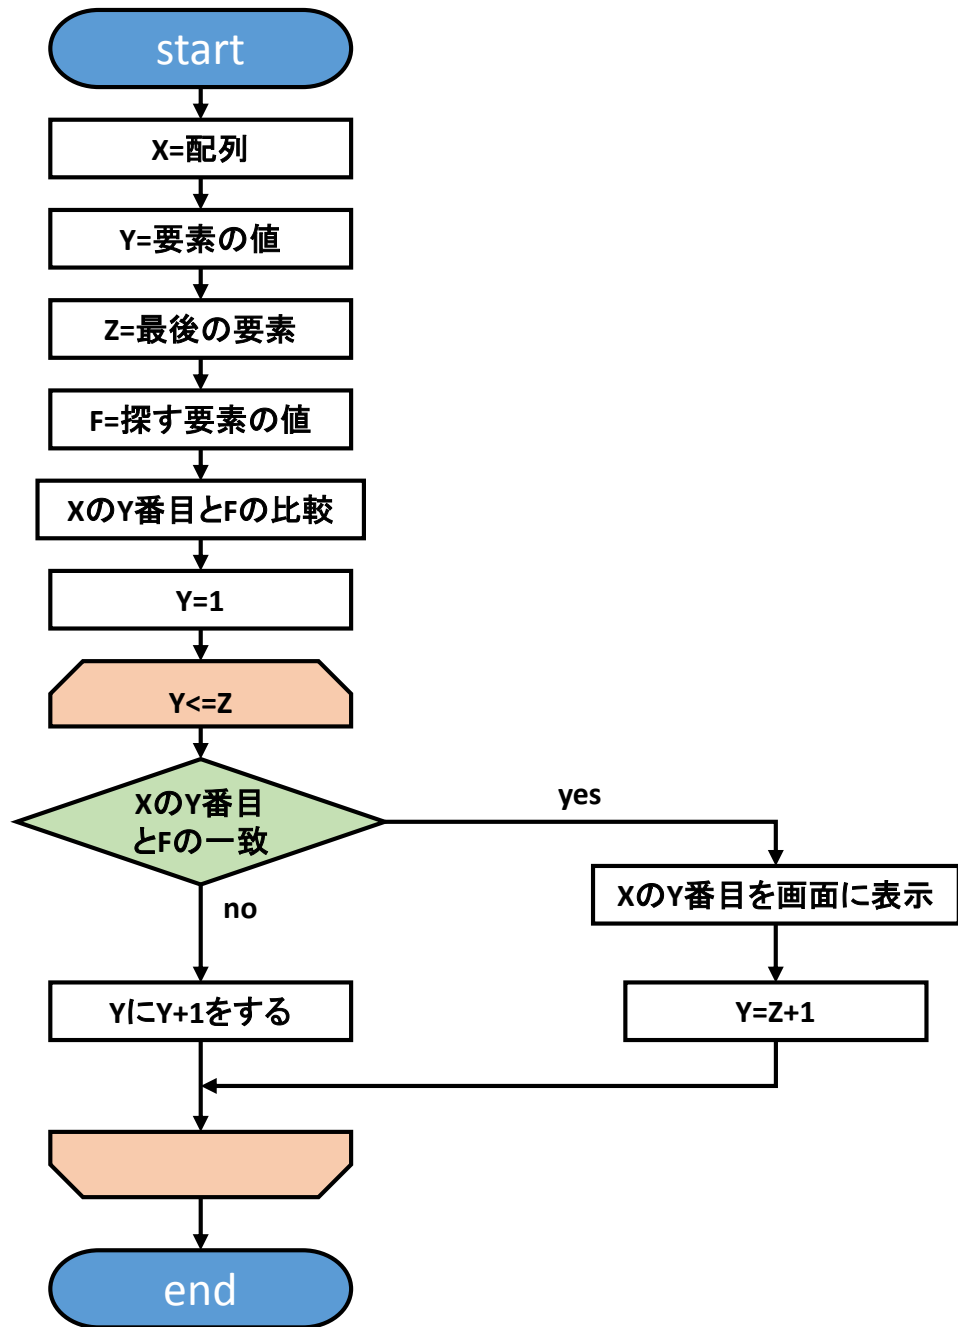 start
X=配列
Y=要素の値
Z=最後の要素
F=探す要素の値
XのY番目とFの比較
Y=1
Y<=Z
XのY番目
とFの一致
yes
no
XのY番目を画面に表示
YにY+1をする
Y=Z+1
end